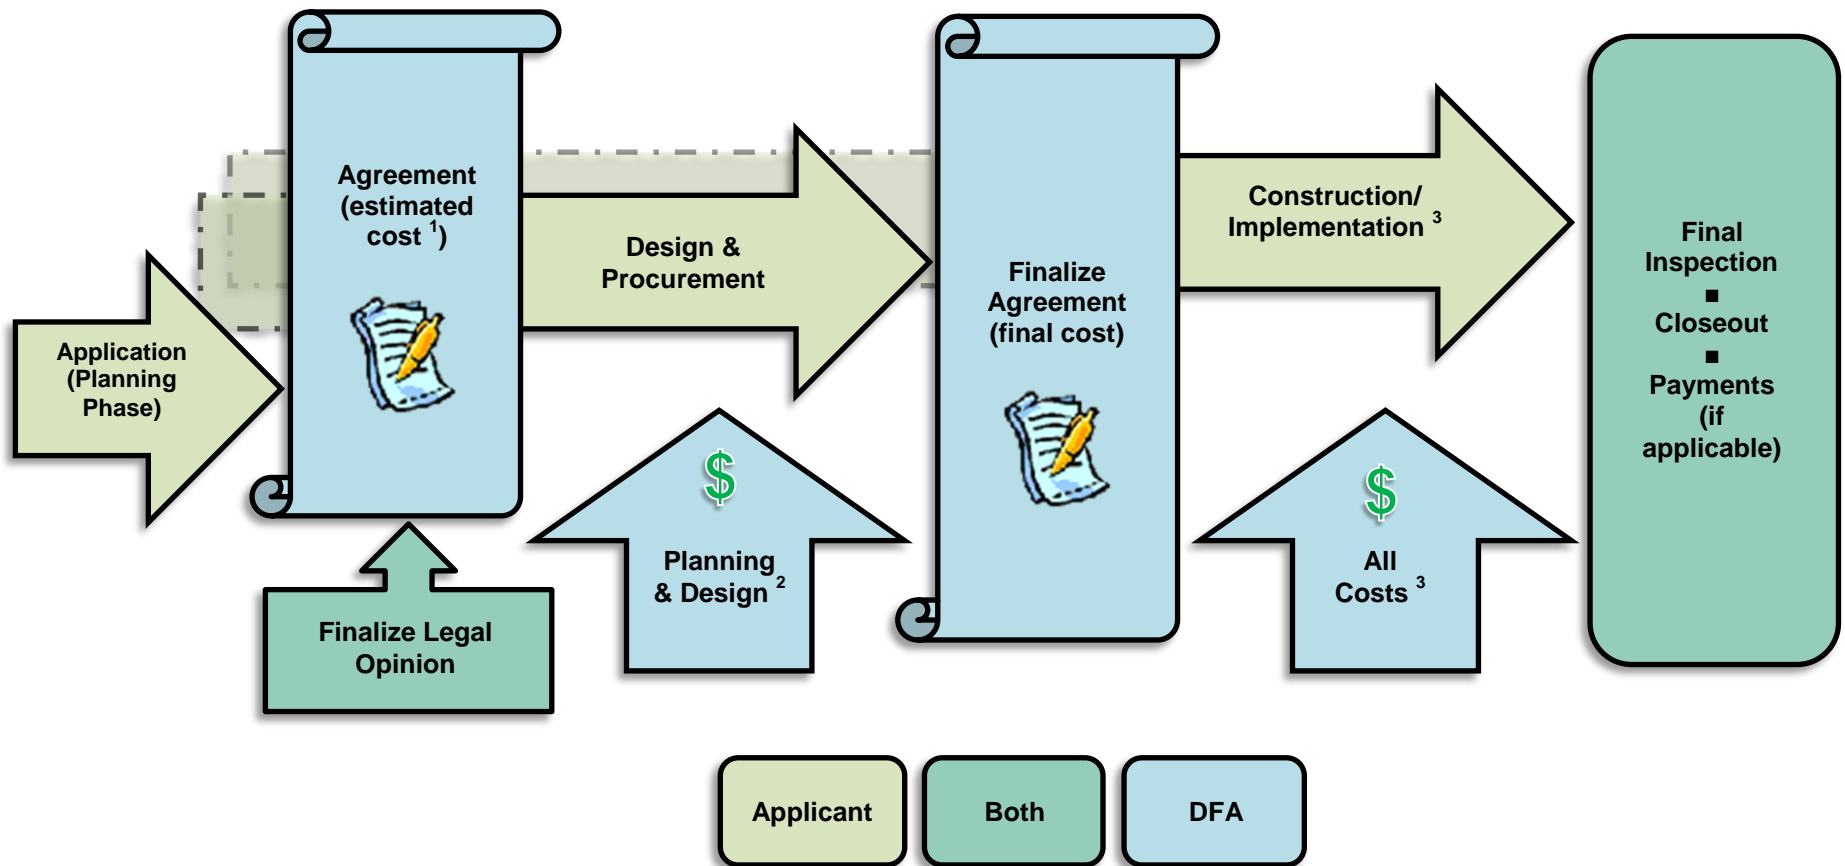 Application
(Planning
Phase)
Agreement
(estimated
cost 1)
Finalize Legal
Opinion
Design &
Procurement
$
Planning
& Design 2
Finalize
Agreement
(final cost)
Construction/
Implementation 3
$
All
Costs 3
Final
Inspection
■
Closeout
■
Payments
(if
applicable)
Applicant
Both
DFA